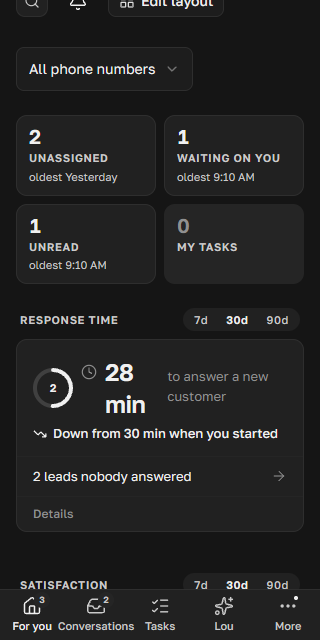 Edit layout
All phone numbers
2
UNASSIGNED
oldest Yesterday
1
WAITING ON YOU
oldest 9:10 AM
1
UNREAD
oldest 9:10 AM
0
MY TASKS
RESPONSE TIME
7d 30d 90d
2
28
min
to answer a new
customer
Down from 30 min when you started
2 leads nobody answered
Details
SATISFACTION
7d 30d 90d
3
2
For you Conversations Tasks Lou More